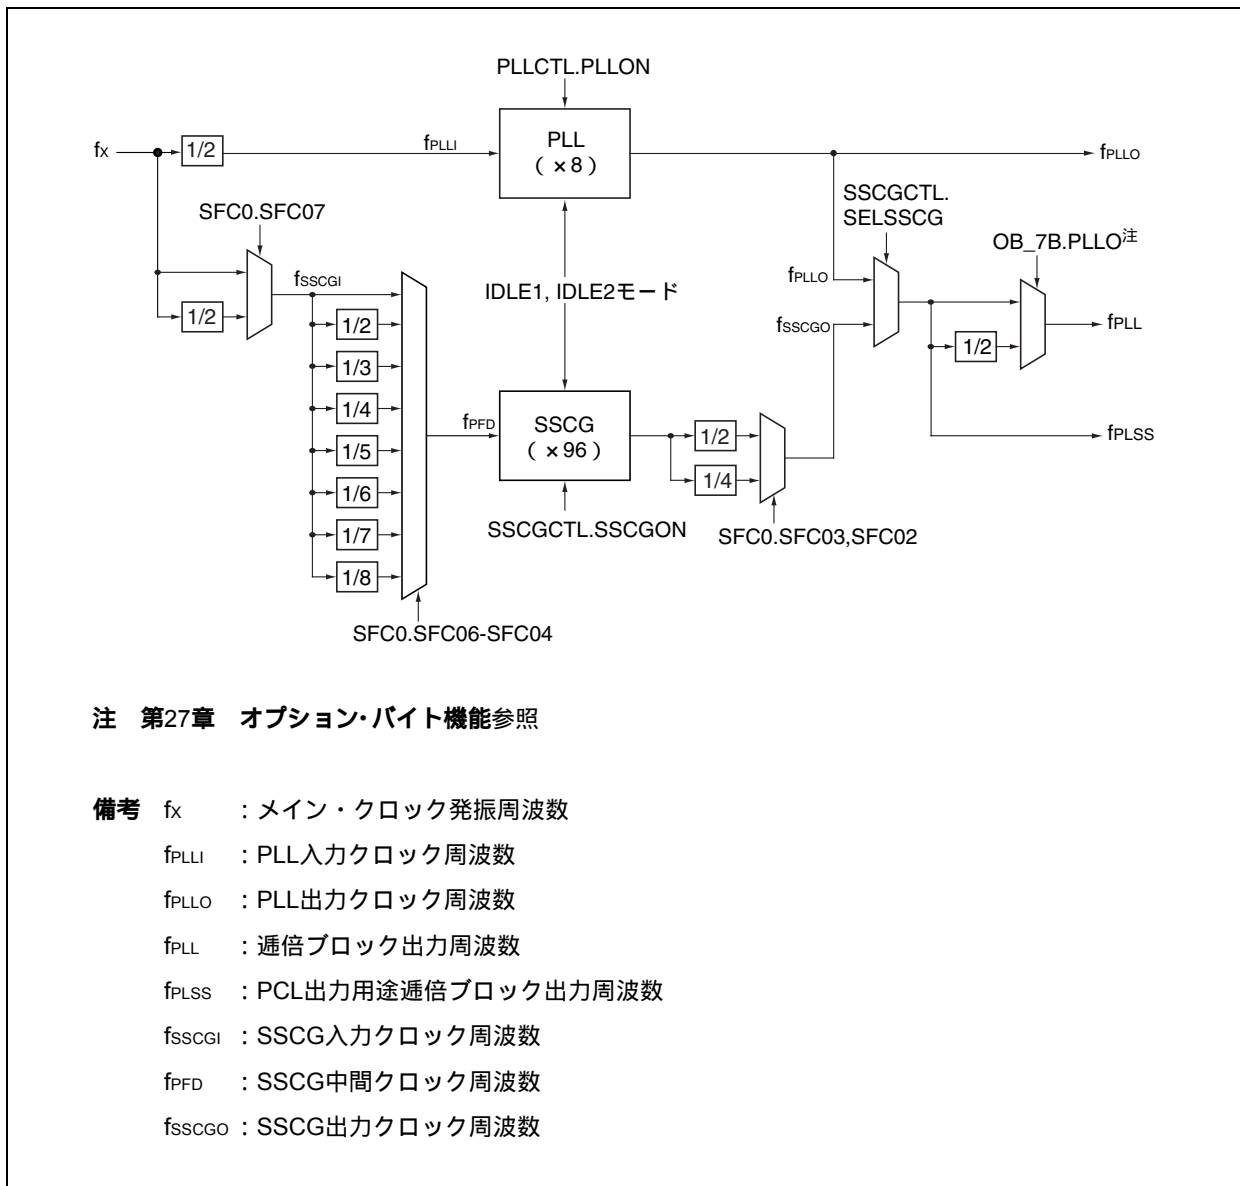 PLLCTL.PLLON
fX
1/2
fPLLI
PLL
(×8)
fPLLO
SFC0.SFC07
1/2
fSSCGI
1/2
1/3
1/4
1/5
1/6
1/7
1/8
SFC0.SFC06-SFC04
IDLE1, IDLE2モード
fPFD
SSCG
(×96)
SSCGCTL.SSCGON
1/2
1/4
SFC0.SFC03,SFC02
SSCGCTL.
SELSSCG
fPLLO
fSSCGO
OB_7B.PLLO注
1/2
fPLL
fPLSS
注 第27章 オプション・バイト機能参照
備考 fX :メイン・クロック発振周波数
fPLLI :PLL入力クロック周波数
fPLLO :PLL出力クロック周波数
fPLL :逓倍ブロック出力周波数
fPLSS :PCL出力用途逓倍ブロック出力周波数
fSSCGI :SSCG入力クロック周波数
fPFD :SSCG中間クロック周波数
fSSCGO :SSCG出力クロック周波数